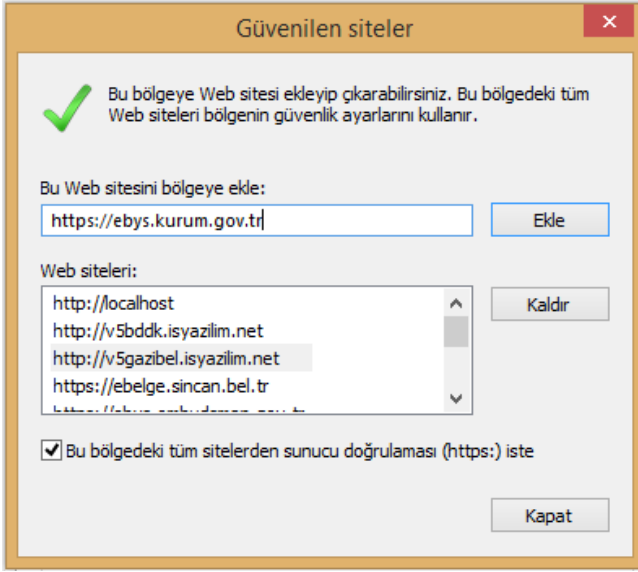 Güvenilen siteler
Bu bölgeye Web sitesi ekleyip çıkarabilirsiniz. Bu bölgedeki tüm
Web siteleri bölgenin güvenlik ayarlarını kullanır.
Bu Web sitesini bölgeye ekle:
https://ebys.kurum.gov.tr
Ekle
Web siteleri:
http://localhost
http://v5bddk.isyazilim.net
http://v5gazibel.isyazilim.net
https://ebelge.sincan.bel.tr
Kaldır
Bu bölgedeki tüm sitelerden sunucu doğrulaması (https:) iste
Kapat